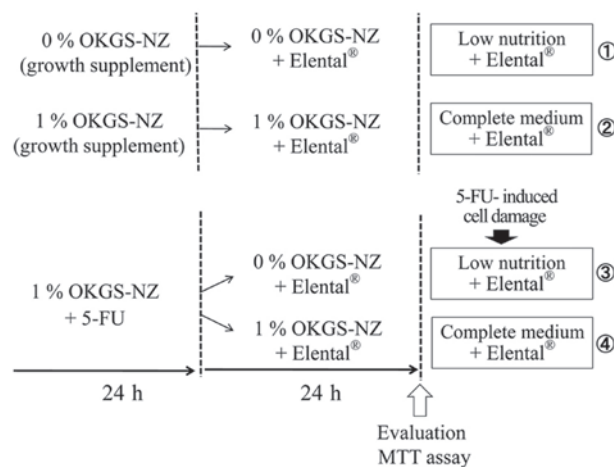 0 % OKGS-NZ
(growth supplement)
0 % OKGS-NZ
+ Elental®
Low nutrition
+ Elental®
①
1 % OKGS-NZ
(growth supplement)
1 % OKGS-NZ
+ Elental®
Complete medium
+ Elental®
②
5-FU- induced
cell damage
1 % OKGS-NZ
+ 5-FU
0 % OKGS-NZ
+ Elental®
Low nutrition
+ Elental®
③
1 % OKGS-NZ
+ Elental®
Complete medium
+ Elental®
④
24 h
24 h
Evaluation
MTT assay